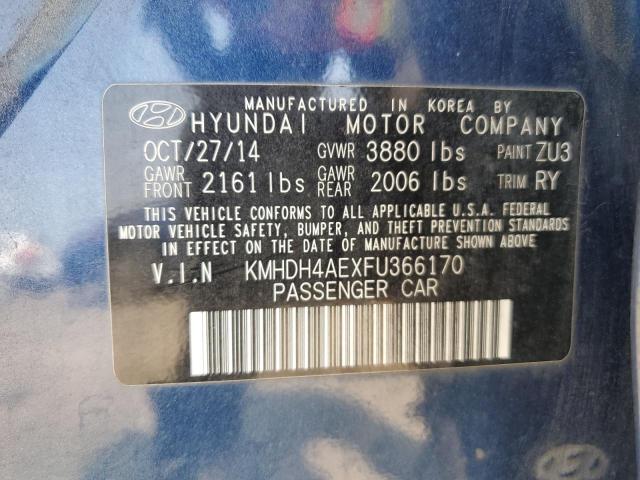 MANUFACTURED IN KOREA BY
HYUNDAI MOTOR COMPANY
OCT/27/14 GVWR 3880 lbs PAINT ZU3
GAWR FRONT 2161 lbs GAWR REAR 2006 lbs TRIM RY
THIS VEHICLE CONFORMS TO ALL APPLICABLE U.S.A. FEDERAL
MOTOR VEHICLE SAFETY, BUMPER, AND THEFT PREVENTION STANDARDS
IN EFFECT ON THE DATE OF MANUFACTURE SHOWN ABOVE.
V.I.N KMHDH4AEXFU366170
PASSENGER CAR